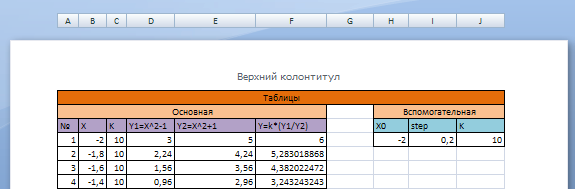 A B C D E F G H I J
Верхний колонтитул
Таблицы
Основная Вспомогательная
№ X K Y1=X^2-1 Y2=X^2+1 Y=k*(Y1/Y2) X0 step K
1 -2 10 3 5 6 -2 0,2 10
2 -1,8 10 2,24 4,24 5,283018868
3 -1,6 10 1,56 3,56 4,382022472
4 -1,4 10 0,96 2,96 3,243243243